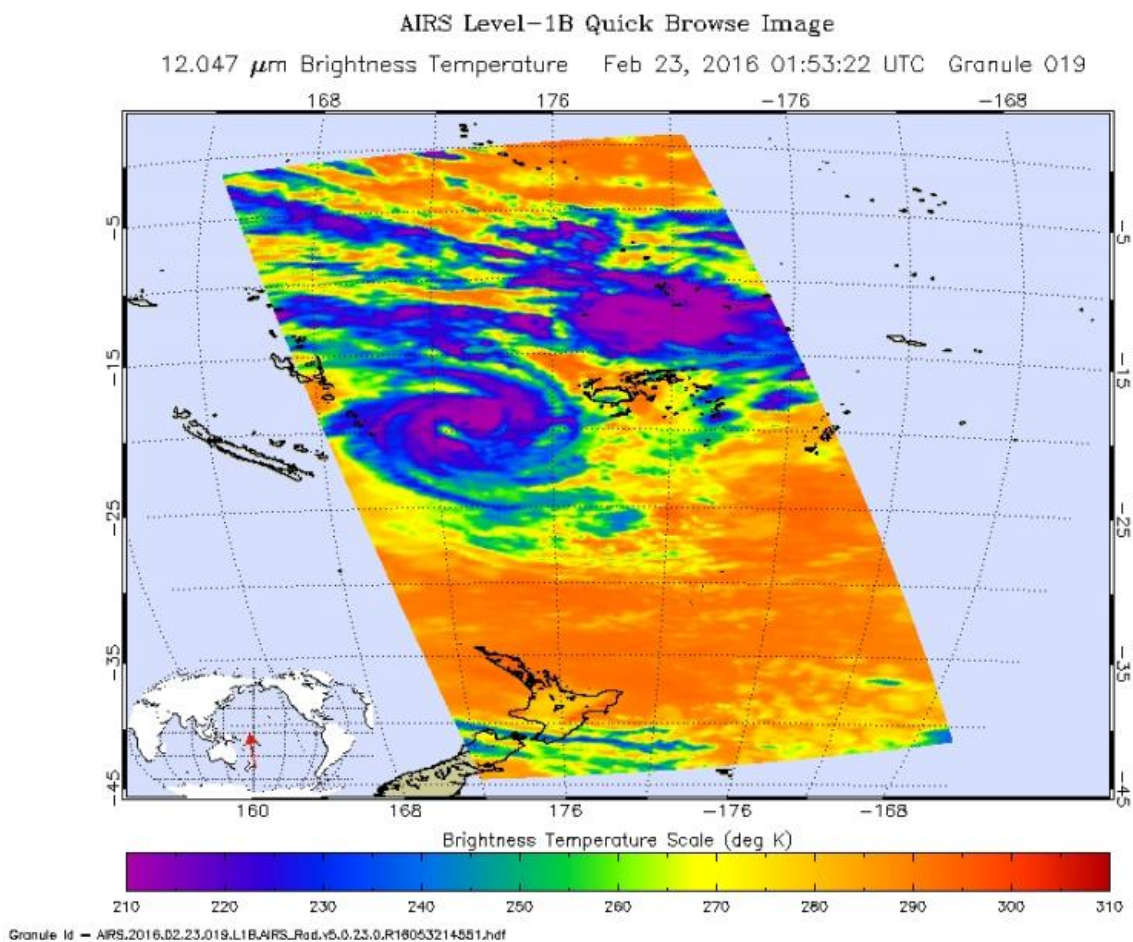 AIRS Level-1B Quick Browse Image
12.047 μm Brightness Temperature Feb 23, 2016 01:53:22 UTC Granule 019
168 176 -176 -168
-5 -5
-15 -15
-25 -25
-35 -35
-45 -45
160 168 176 -176 -168
Brightness Temperature Scale (deg K)
210 220 230 240 250 260 270 280 290 300 310
Granule Id - AIRS.2016.02.23.019.L1B.AIRS_Rad.v5.0.23.0.R16053214551.hdf